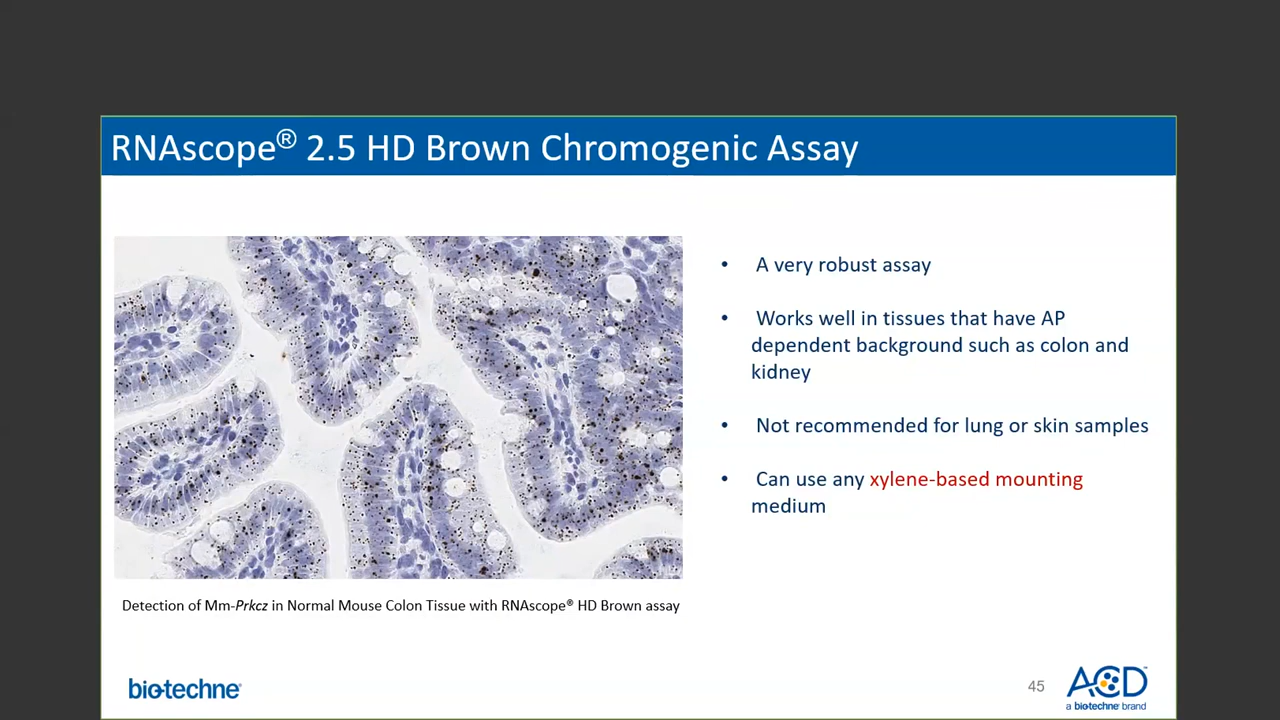 RNAscope® 2.5 HD Brown Chromogenic Assay
• A very robust assay
• Works well in tissues that have AP
dependent background such as colon and
kidney
• Not recommended for lung or skin samples
• Can use any xylene-based mounting
medium
Detection of Mm-Prkcz in Normal Mouse Colon Tissue with RNAscope® HD Brown assay
bio-techne®
45
ACD™
a bio-techne brand